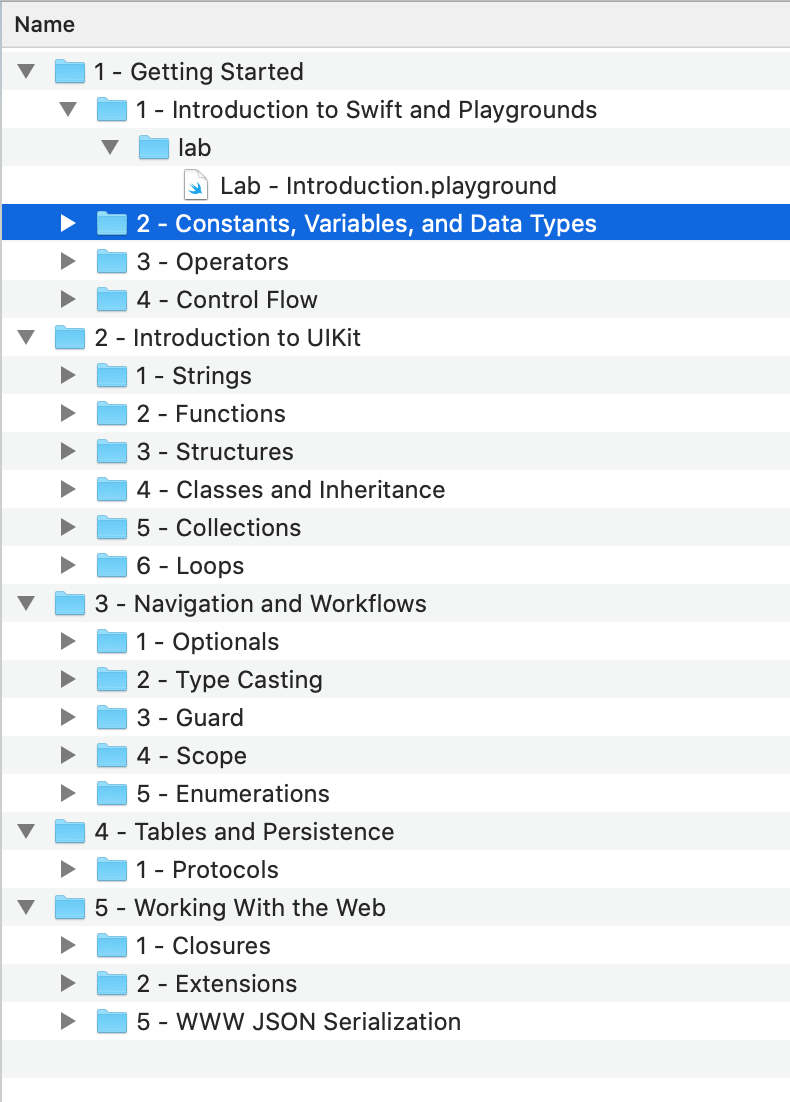 Name
1 - Getting Started
1 - Introduction to Swift and Playgrounds
lab
Lab - Introduction.playground
2 - Constants, Variables, and Data Types
3 - Operators
4 - Control Flow
2 - Introduction to UIKit
1 - Strings
2 - Functions
3 - Structures
4 - Classes and Inheritance
5 - Collections
6 - Loops
3 - Navigation and Workflows
1 - Optionals
2 - Type Casting
3 - Guard
4 - Scope
5 - Enumerations
4 - Tables and Persistence
1 - Protocols
5 - Working With the Web
1 - Closures
2 - Extensions
5 - WWW JSON Serialization